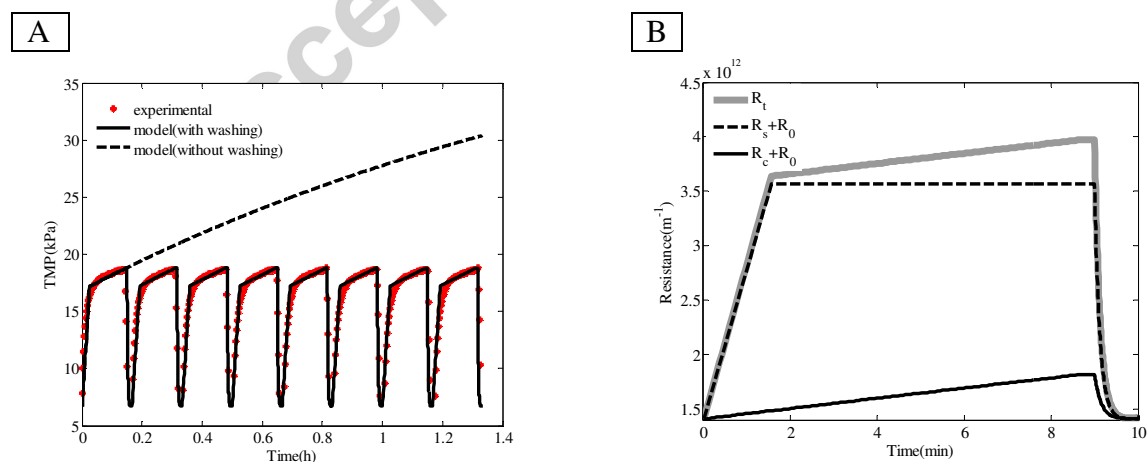 A
B
35
30
25
20
15
10
5
TMP(kPa)
experimental
model(with washing)
model(without washing)
0
0.2
0.4
0.6
0.8
1
1.2
1.4
Time(h)
x 10^12
4.5
4
3.5
3
2.5
2
1.5
Resistance(m^-1)
R_t
R_s+R_0
R_c+R_0
0
2
4
6
8
10
Time(min)